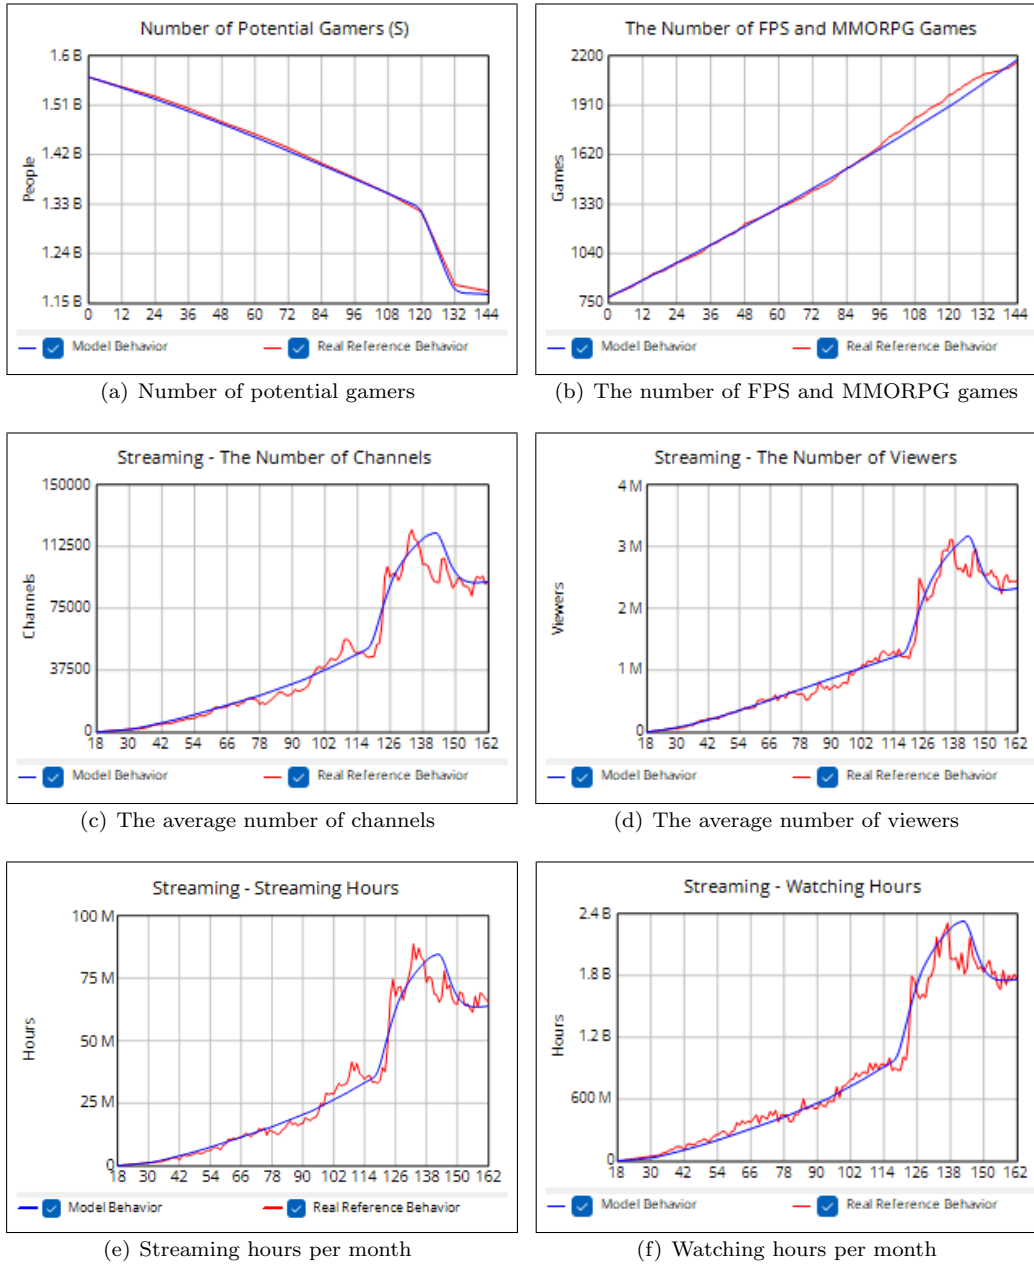 Number of Potential Gamers (S)
1.6 B
1.51 B
1.42 B
1.33 B
1.24 B
1.15 B
People
0 12 24 36 48 60 72 84 96 108 120 132 144
Model Behavior Real Reference Behavior
(a) Number of potential gamers
The Number of FPS and MMORPG Games
2200
1910
1620
1330
1040
750
Games
0 12 24 36 48 60 72 84 96 108 120 132 144
Model Behavior Real Reference Behavior
(b) The number of FPS and MMORPG games
Streaming - The Number of Channels
150000
112500
75000
37500
0
Channels
18 30 42 54 66 78 90 102 114 126 138 150 162
Model Behavior Real Reference Behavior
(c) The average number of channels
Streaming - The Number of Viewers
4 M
3 M
2 M
1 M
0
Viewers
18 30 42 54 66 78 90 102 114 126 138 150 162
Model Behavior Real Reference Behavior
(d) The average number of viewers
Streaming - Streaming Hours
100 M
75 M
50 M
25 M
0
Hours
18 30 42 54 66 78 90 102 114 126 138 150 162
Model Behavior Real Reference Behavior
(e) Streaming hours per month
Streaming - Watching Hours
2.4 B
1.8 B
1.2 B
600 M
0
Hours
18 30 42 54 66 78 90 102 114 126 138 150 162
Model Behavior Real Reference Behavior
(f) Watching hours per month